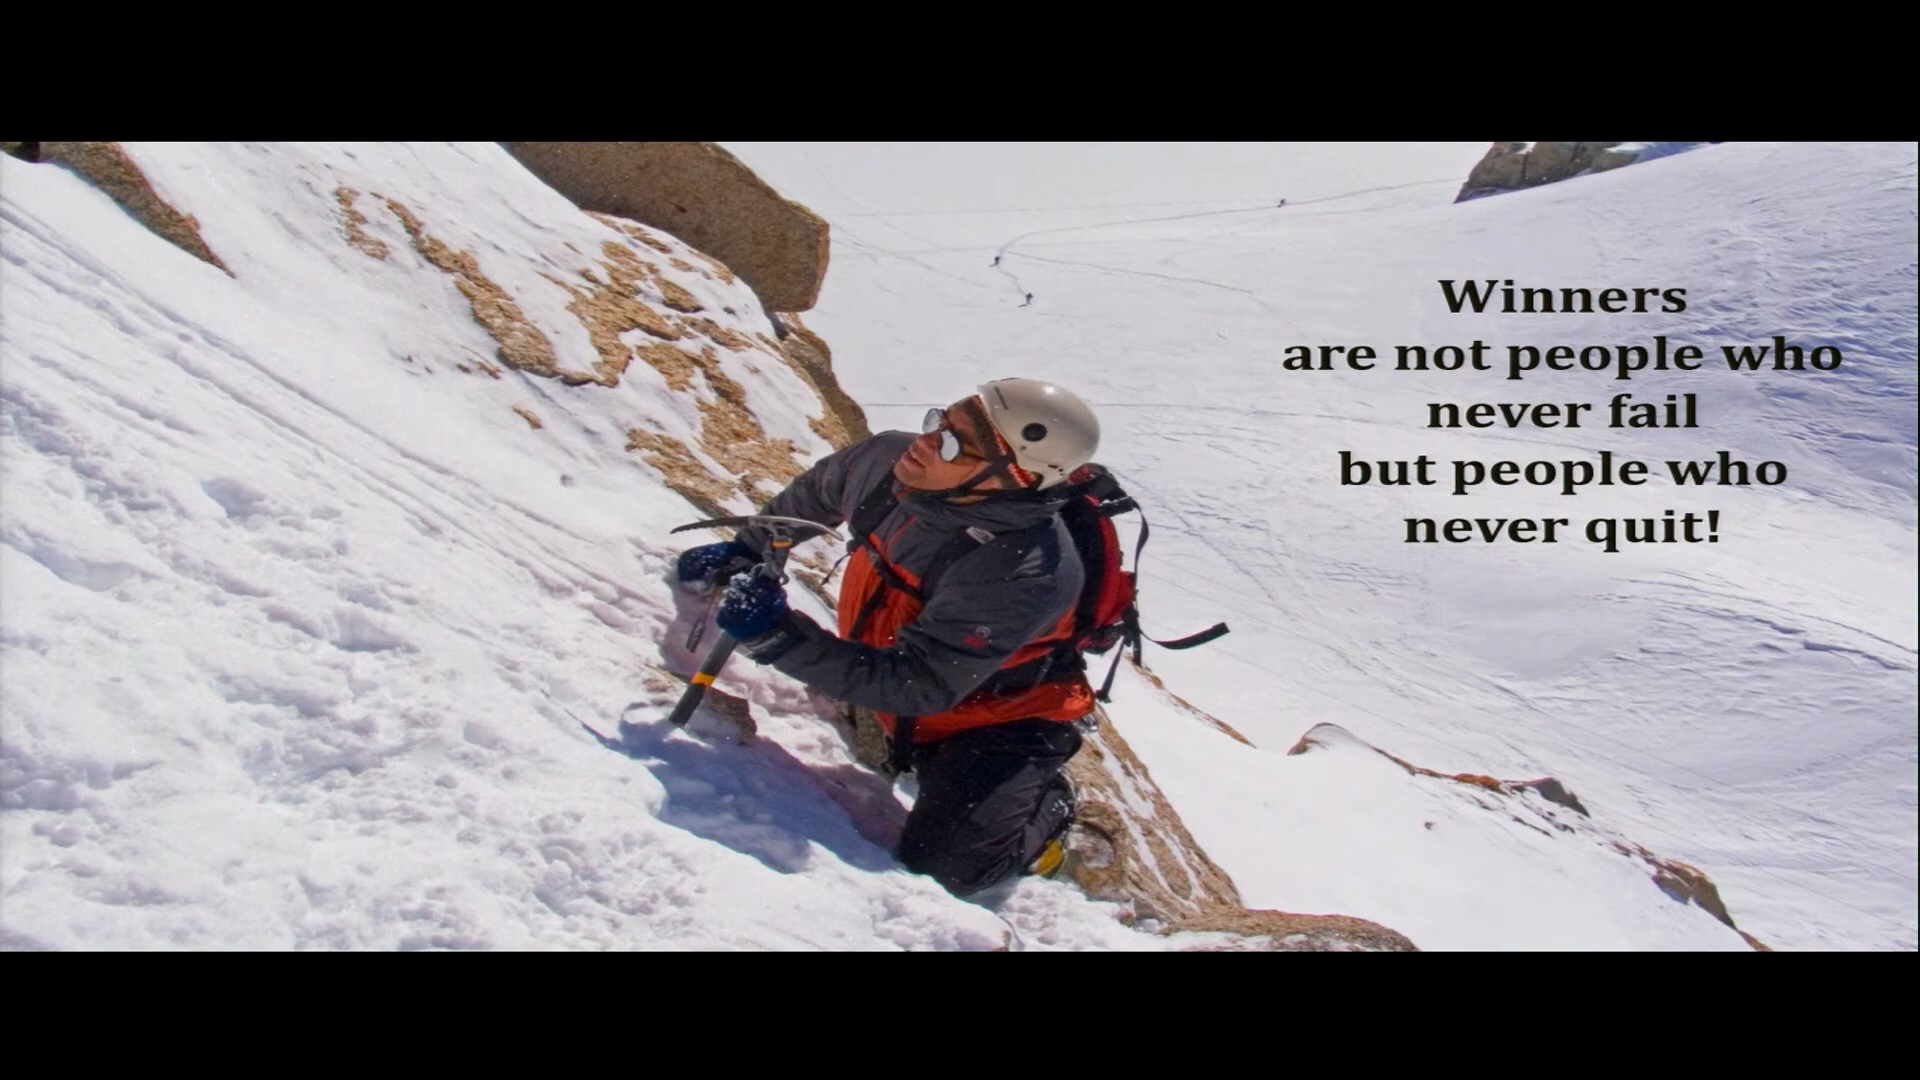 Winners
are not people who
never fail
but people who
never quit!